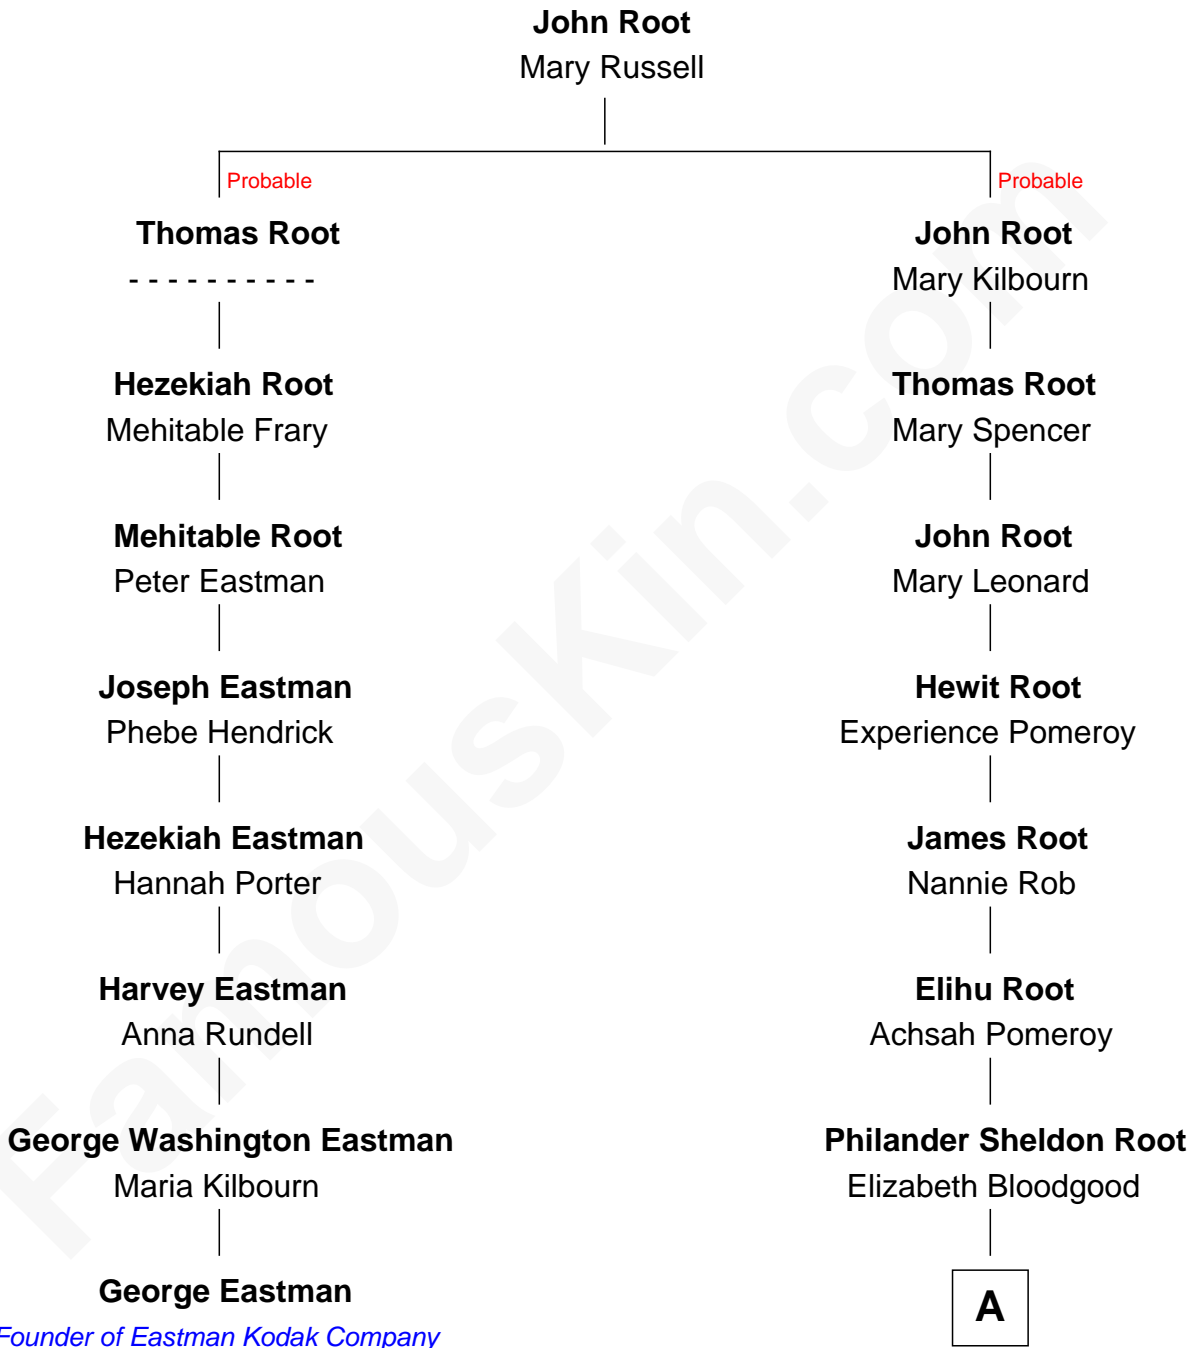 John Root
Mary Russell
Probable
Probable
Thomas Root
- - - - - - - - - -
John Root
Mary Kilbourn
Hezekiah Root
Mehitable Frary
Thomas Root
Mary Spencer
Mehitable Root
Peter Eastman
John Root
Mary Leonard
Joseph Eastman
Phebe Hendrick
Hewit Root
Experience Pomeroy
Hezekiah Eastman
Hannah Porter
James Root
Nannie Rob
Harvey Eastman
Anna Rundell
Elihu Root
Achsah Pomeroy
George Washington Eastman
Maria Kilbourn
Philander Sheldon Root
Elizabeth Bloodgood
George Eastman
Founder of Eastman Kodak Company
A
FamousKin.com